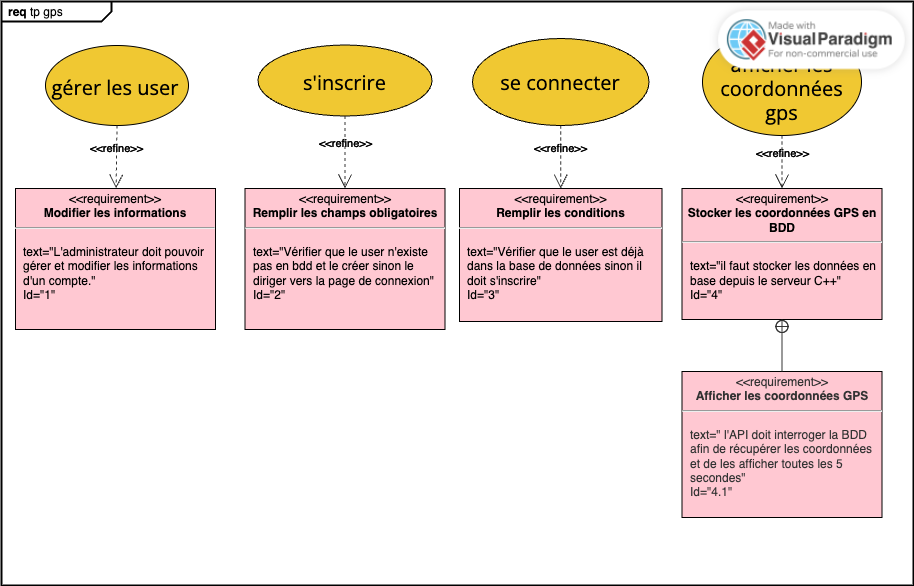 req tp gps
Made with
Visual Paradigm
For non-commercial use
gérer les user
s'inscrire
se connecter
afficher les
coordonnées
gps
<<refine>>
<<refine>>
<<refine>>
<<refine>>
<<requirement>>
Modifier les informations
text="L'administrateur doit pouvoir
gérer et modifier les informations
d'un compte."
Id="1"
<<requirement>>
Remplir les champs obligatoires
text="Vérifier que le user n'existe
pas en bdd et le créer sinon le
diriger vers la page de connexion"
Id="2"
<<requirement>>
Remplir les conditions
text="Vérifier que le user est déjà
dans la base de données sinon il
doit s'inscrire"
Id="3"
<<requirement>>
Stocker les coordonnées GPS en
BDD
text="il faut stocker les données en
base depuis le serveur C++"
Id="4"
<<requirement>>
Afficher les coordonnées GPS
text=" l'API doit interroger la BDD
afin de récupérer les coordonnées
et de les afficher toutes les 5
secondes"
Id="4.1"